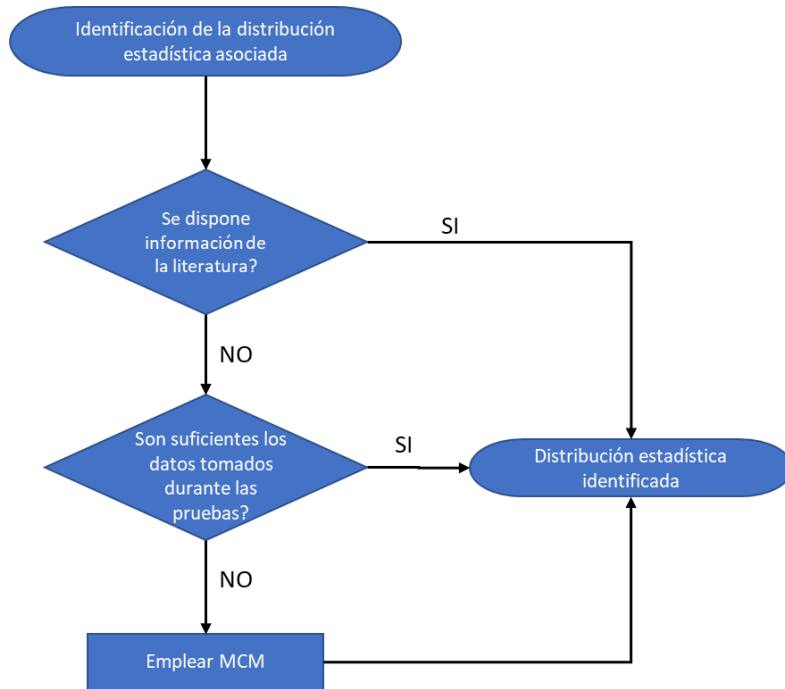 Identificación de la distribución
estadística asociada
Se dispone
información de
la literatura?
SI
NO
Son suficientes los
datos tomados
durante las
pruebas?
SI
Distribución estadística
identificada
NO
Emplear MCM